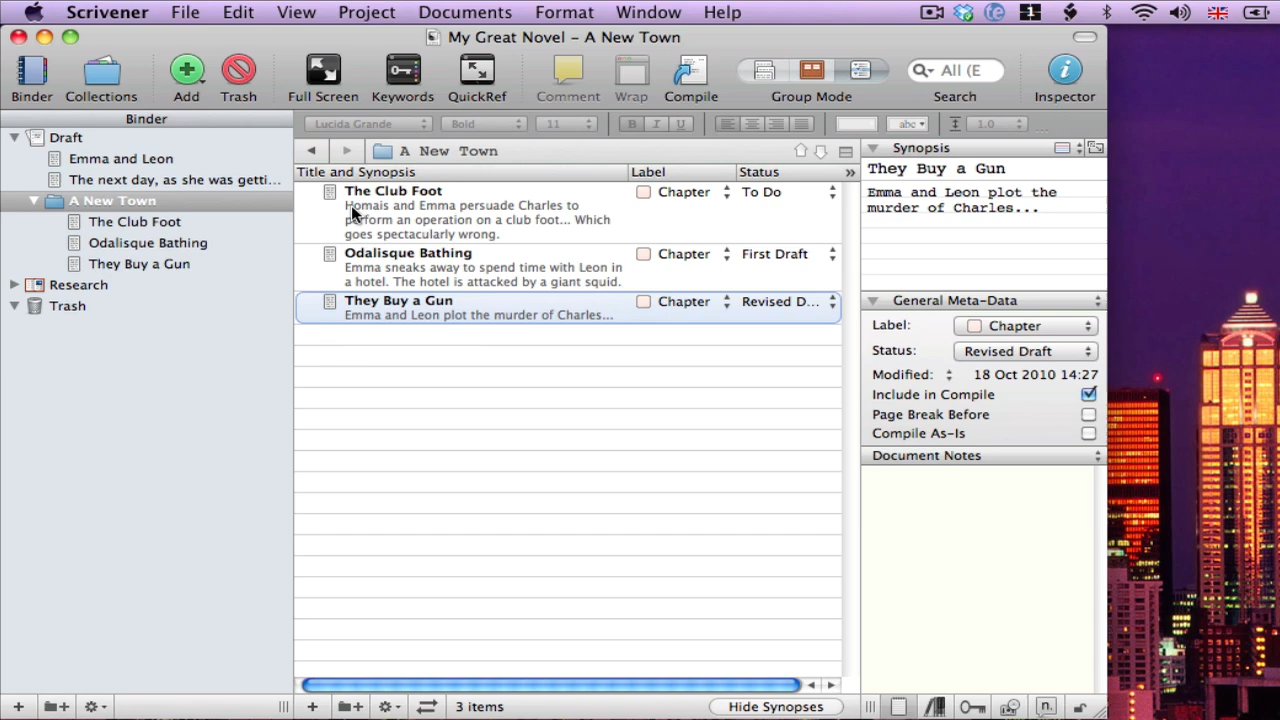 Scrivener File Edit View Project Documents Format Window Help
My Great Novel – A New Town
Binder Collections Add Trash Full Screen Keywords QuickRef Comment Wrap Compile Group Mode Search Inspector
All (E
Binder
Lucida Grande Bold 11 B I U abc 1.0 ...
Draft
Emma and Leon
The next day, as she was getti...
A New Town
The Club Foot
Odalisque Bathing
They Buy a Gun
Research
Trash
A New Town
Title and Synopsis Label Status »
The Club Foot Chapter To Do
Homais and Emma persuade Charles to
perform an operation on a club foot... Which
goes spectacularly wrong.
Odalisque Bathing Chapter First Draft
Emma sneaks away to spend time with Leon in
a hotel. The hotel is attacked by a giant squid.
They Buy a Gun Chapter Revised D...
Emma and Leon plot the murder of Charles...
Synopsis
They Buy a Gun
Emma and Leon plot the
murder of Charles...
General Meta-Data
Label: Chapter
Status: Revised Draft
Modified: 18 Oct 2010 14:27
Include in Compile
Page Break Before
Compile As-Is
Document Notes
3 items
Hide Synopses
n.